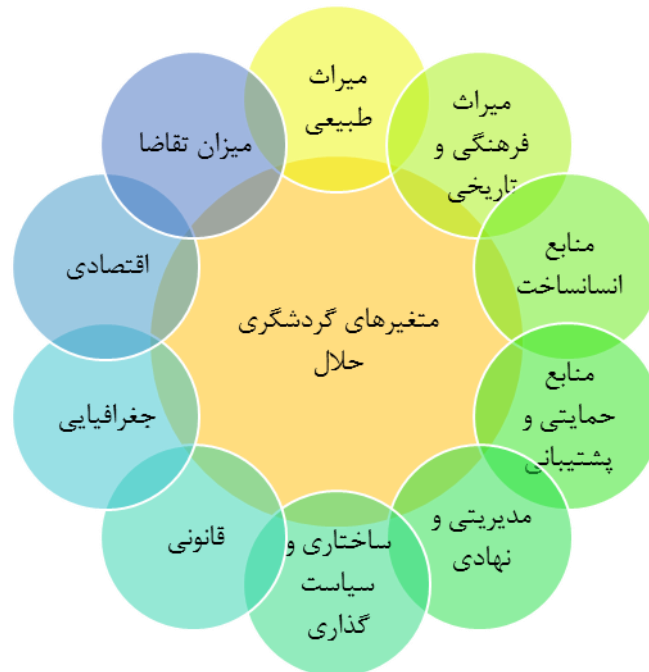 میراث
طبیعی
میراث
فرهنگی و
تاریخی
منابع
انسانساخت
منابع
حمایتی و
پشتیبانی
مدیریتی و
نهادی
ساختاری و
سیاست
گذاری
قانونی
جغرافیایی
اقتصادی
میزان تقاضا
متغیرهای گردشگری
حلال